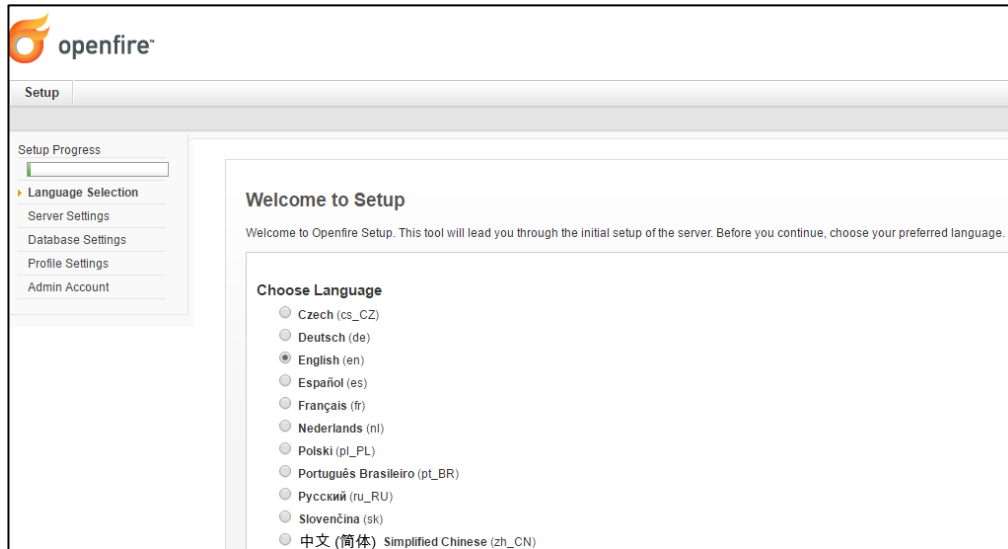 openfire™
Setup
Setup Progress
Language Selection
Server Settings
Database Settings
Profile Settings
Admin Account
Welcome to Setup
Welcome to Openfire Setup. This tool will lead you through the initial setup of the server. Before you continue, choose your preferred language.
Choose Language
Czech (cs_CZ)
Deutsch (de)
English (en)
Español (es)
Français (fr)
Nederlands (nl)
Polski (pl_PL)
Português Brasileiro (pt_BR)
Русский (ru_RU)
Slovenčina (sk)
中文 (简体) Simplified Chinese (zh_CN)